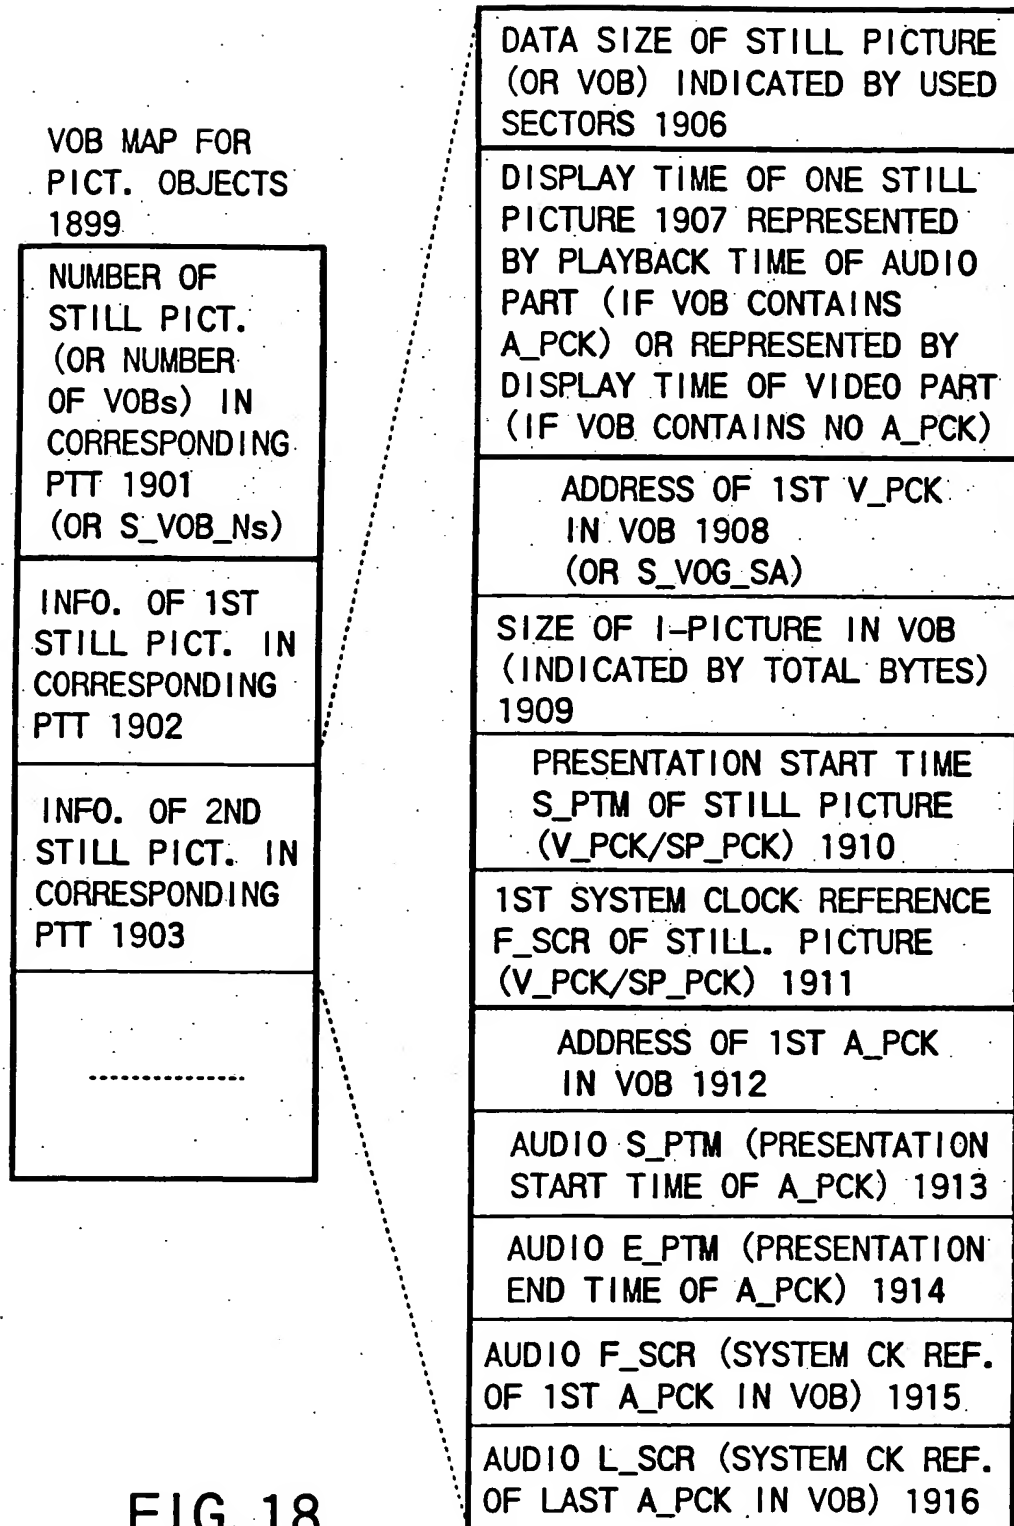 VOB MAP FOR
PICT. OBJECTS
1899
NUMBER OF
STILL PICT.
(OR NUMBER
OF VOBs) IN
CORRESPONDING
PTT 1901
(OR S_VOB_Ns)
INFO. OF 1ST
STILL PICT. IN
CORRESPONDING
PTT 1902
INFO. OF 2ND
STILL PICT. IN
CORRESPONDING
PTT 1903
DATA SIZE OF STILL PICTURE
(OR VOB) INDICATED BY USED
SECTORS 1906
DISPLAY TIME OF ONE STILL
PICTURE 1907 REPRESENTED
BY PLAYBACK TIME OF AUDIO
PART (IF VOB CONTAINS
A_PCK) OR REPRESENTED BY
DISPLAY TIME OF VIDEO PART
(IF VOB CONTAINS NO A_PCK)
ADDRESS OF 1ST V_PCK
IN VOB 1908
(OR S_VOG_SA)
SIZE OF I-PICTURE IN VOB
(INDICATED BY TOTAL BYTES)
1909
PRESENTATION START TIME
S_PTM OF STILL PICTURE
(V_PCK/SP_PCK) 1910
1ST SYSTEM CLOCK REFERENCE
F_SCR OF STILL. PICTURE
(V_PCK/SP_PCK) 1911
ADDRESS OF 1ST A_PCK
IN VOB 1912
AUDIO S_PTM (PRESENTATION
START TIME OF A_PCK) 1913
AUDIO E_PTM (PRESENTATION
END TIME OF A_PCK) 1914
AUDIO F_SCR (SYSTEM CK REF.
OF 1ST A_PCK IN VOB) 1915
AUDIO L_SCR (SYSTEM CK REF.
OF LAST A_PCK IN VOB) 1916
FIG. 18